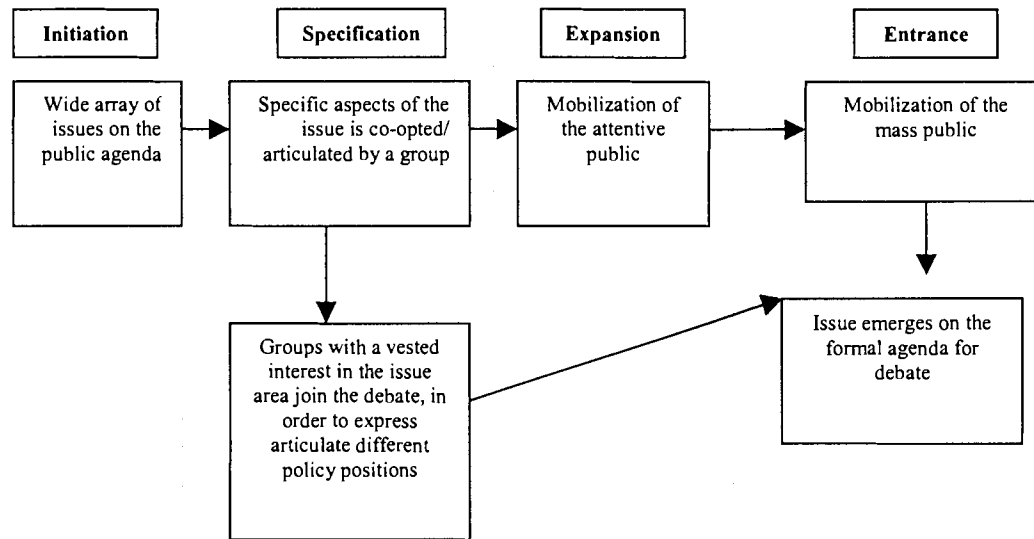 Initiation
Specification
Expansion
Entrance
Wide array of
issues on the
public agenda
Specific aspects of the
issue is co-opted/
articulated by a group
Mobilization of
the attentive
public
Mobilization of the
mass public
Groups with a vested
interest in the issue
area join the debate, in
order to express
articulate different
policy positions
Issue emerges on the
formal agenda for
debate